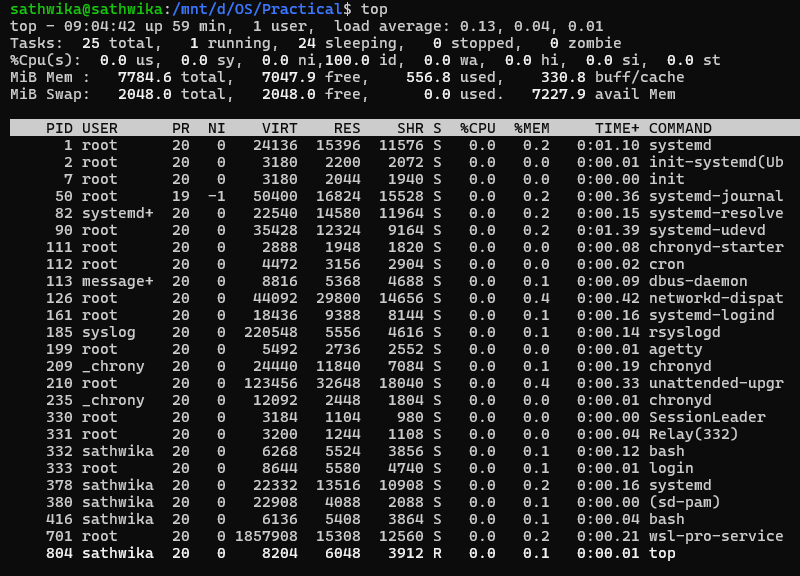 sathwika@sathwika:/mnt/d/OS/Practical$ top
top - 09:04:42 up 59 min,  1 user,  load average: 0.13, 0.04, 0.01
Tasks:  25 total,   1 running,  24 sleeping,   0 stopped,   0 zombie
%Cpu(s):  0.0 us,  0.0 sy,  0.0 ni,100.0 id,  0.0 wa,  0.0 hi,  0.0 si,  0.0 st
MiB Mem :   7784.6 total,   7047.9 free,    556.8 used,    330.8 buff/cache
MiB Swap:   2048.0 total,   2048.0 free,      0.0 used.   7227.9 avail Mem
    PID USER      PR  NI    VIRT    RES    SHR S  %CPU  %MEM     TIME+ COMMAND
      1 root      20   0   24136  15396  11576 S   0.0   0.2   0:01.10 systemd
      2 root      20   0    3180   2200   2072 S   0.0   0.0   0:00.01 init-systemd(Ub
      7 root      20   0    3180   2044   1940 S   0.0   0.0   0:00.00 init
     50 root      19  -1   50400  16824  15528 S   0.0   0.2   0:00.36 systemd-journal
     82 systemd+  20   0   22540  14580  11964 S   0.0   0.2   0:00.15 systemd-resolve
     90 root      20   0   35428  12324   9164 S   0.0   0.2   0:01.39 systemd-udevd
    111 root      20   0    2888   1948   1820 S   0.0   0.0   0:00.08 chronyd-starter
    112 root      20   0    4472   3156   2904 S   0.0   0.0   0:00.02 cron
    113 message+  20   0    8816   5368   4688 S   0.0   0.1   0:00.09 dbus-daemon
    126 root      20   0   44092  29800  14656 S   0.0   0.4   0:00.42 networkd-dispat
    161 root      20   0   18436   9388   8144 S   0.0   0.1   0:00.16 systemd-logind
    185 syslog    20   0  220548   5556   4616 S   0.0   0.1   0:00.14 rsyslogd
    199 root      20   0    5492   2736   2552 S   0.0   0.0   0:00.01 agetty
    209 _chrony   20   0   24440  11840   7084 S   0.0   0.1   0:00.19 chronyd
    210 root      20   0  123456  32648  18040 S   0.0   0.4   0:00.33 unattended-upgr
    235 _chrony   20   0   12092   2448   1804 S   0.0   0.0   0:00.01 chronyd
    330 root      20   0    3184   1104    980 S   0.0   0.0   0:00.00 SessionLeader
    331 root      20   0    3200   1244   1108 S   0.0   0.0   0:00.04 Relay(332)
    332 sathwika  20   0    6268   5524   3856 S   0.0   0.1   0:00.12 bash
    333 root      20   0    8644   5580   4740 S   0.0   0.1   0:00.01 login
    378 sathwika  20   0   22332  13516  10908 S   0.0   0.2   0:00.16 systemd
    380 sathwika  20   0   22908   4088   2088 S   0.0   0.1   0:00.00 (sd-pam)
    416 sathwika  20   0    6136   5408   3864 S   0.0   0.1   0:00.04 bash
    701 root      20   0 1857908  15308  12560 S   0.0   0.2   0:00.21 wsl-pro-service
    804 sathwika  20   0    8204   6048   3912 R   0.0   0.1   0:00.01 top